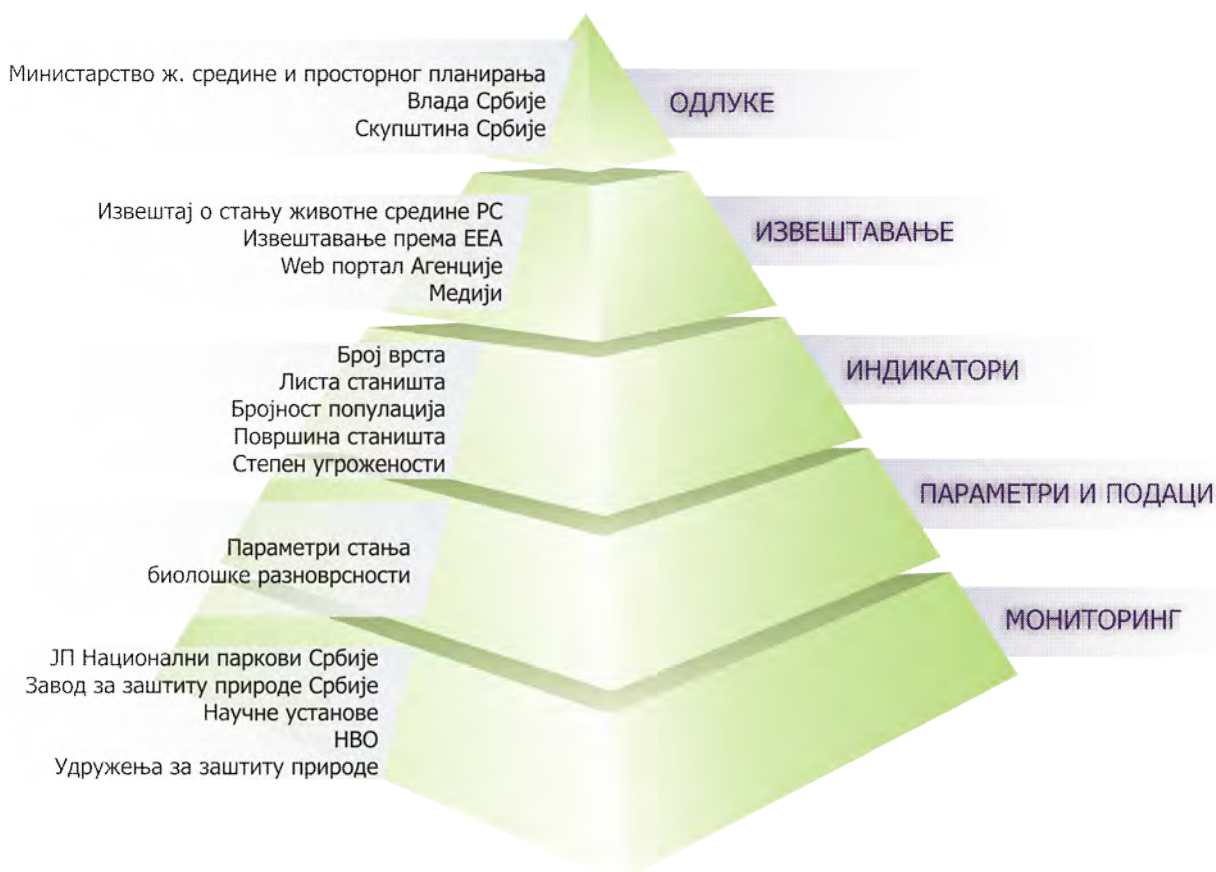 Министарство ж. средине и просторног планирања
Влада Србије
Скупштина Србије
ОДЛУКЕ
Извештај о стању животне средине РС
Извештавање према ЕЕА
Web портал Агенције
Медији
ИЗВЕШТАВАЊЕ
Број врста
Листа станишта
Бројност популација
Површина станишта
Степен угрожености
ИНДИКАТОРИ
Параметри стања
биолошке разноврсности
ПАРАМЕТРИ И ПОДАЦИ
ЈП Национални паркови Србије
Завод за заштиту природе Србије
Научне установе
НВО
Удружења за заштиту природе
МОНИТОРИНГ